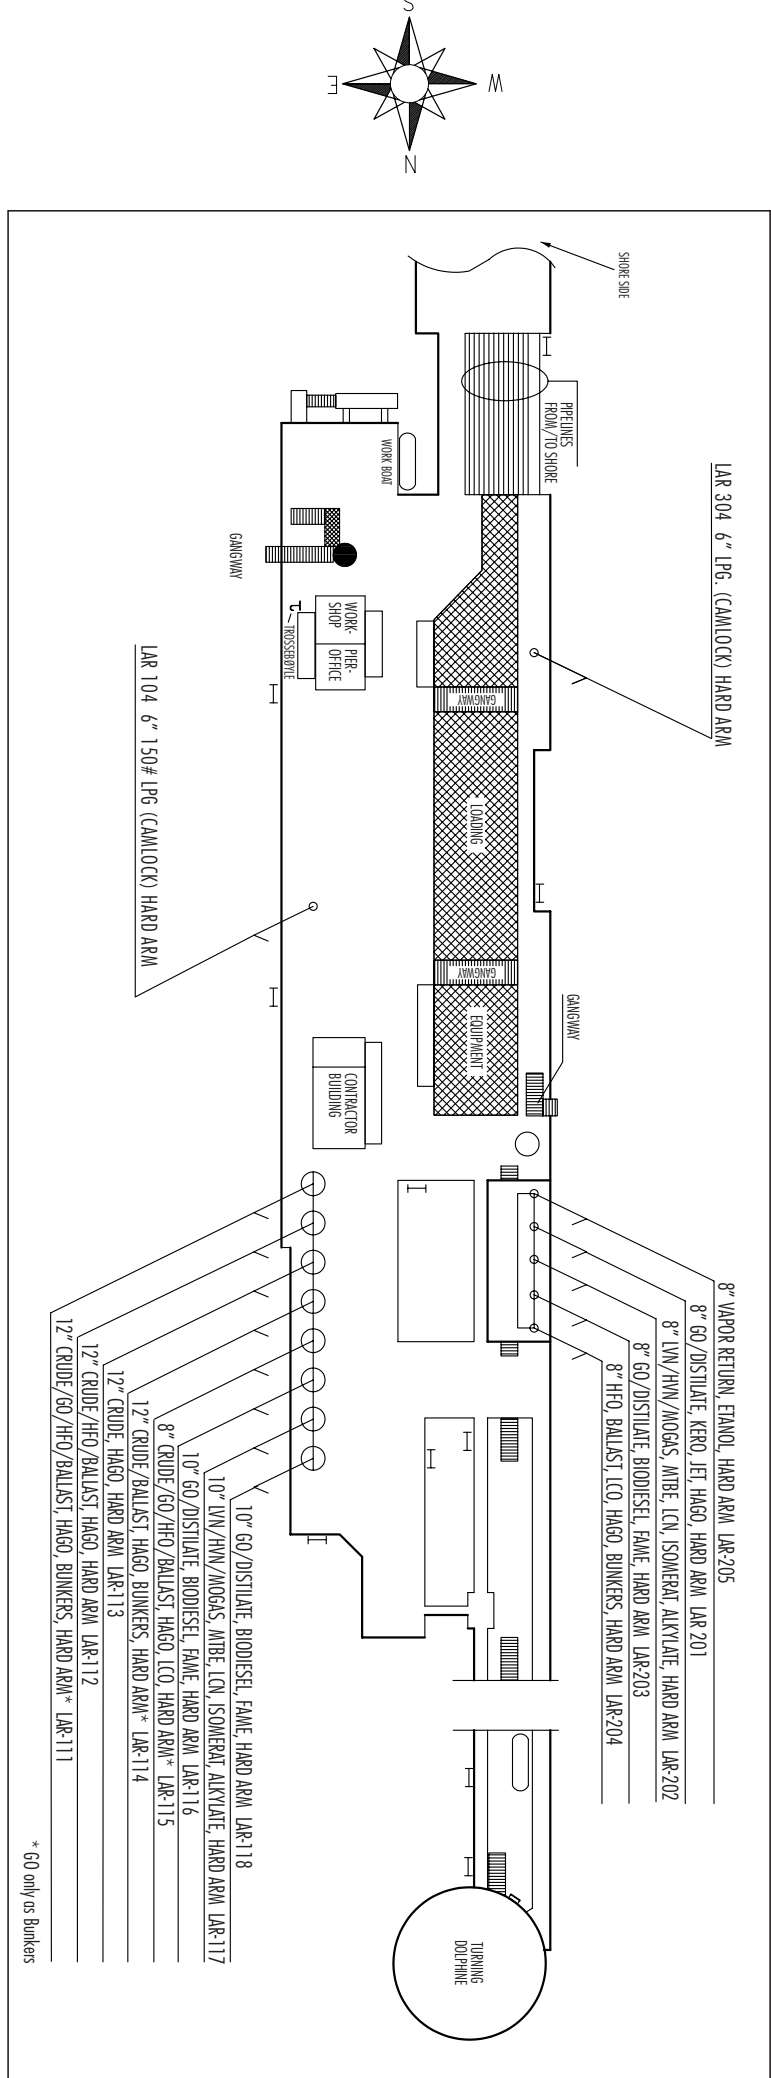 S
E
W
N
SHORE SIDE
PIPELINES
FROM/TO SHORE
LAR 304 6" LPG. (CAMLOCK) HARD ARM
WORK BOAT
GANGWAY
WORK-
SHOP
PIER-
OFFICE
TROSSEBØYLE
GANGWAY
LOADING
GANGWAY
EQUIPMENT
GANGWAY
LAR 104 6" 150# LPG (CAMLOCK) HARD ARM
CONTRACTOR
BUILDING
8" VAPOR RETURN, ETANOL, HARD ARM LAR-205
8" GO/DISTILATE, KERO, JET, HAGO, HARD ARM LAR 201
8" LVN/HVN/MOGAS, MTBE, LCN, ISOMERAT, ALKYLATE, HARD ARM LAR-202
8" GO/DISTILATE, BIODIESEL, FAME, HARD ARM LAR-203
8" HFO, BALLAST, LCO, HAGO, BUNKERS, HARD ARM LAR-204
10" GO/DISTILATE, BIODIESEL, FAME, HARD ARM LAR-118
10" LVN/HVN/MOGAS, MTBE, LCN, ISOMERAT, ALKYLATE, HARD ARM LAR-117
10" GO/DISTILATE, BIODIESEL, FAME, HARD ARM LAR-116
8" CRUDE/GO/HFO/BALLAST, HAGO, LCO, HARD ARM* LAR-115
12" CRUDE/BALLAST, HAGO, BUNKERS, HARD ARM* LAR-114
12" CRUDE, HAGO, HARD ARM LAR-113
12" CRUDE/HFO/BALLAST, HAGO, HARD ARM LAR-112
12" CRUDE/GO/HFO/BALLAST, HAGO, BUNKERS, HARD ARM* LAR-111
TURNING
DOLPHINE
* GO only as Bunkers